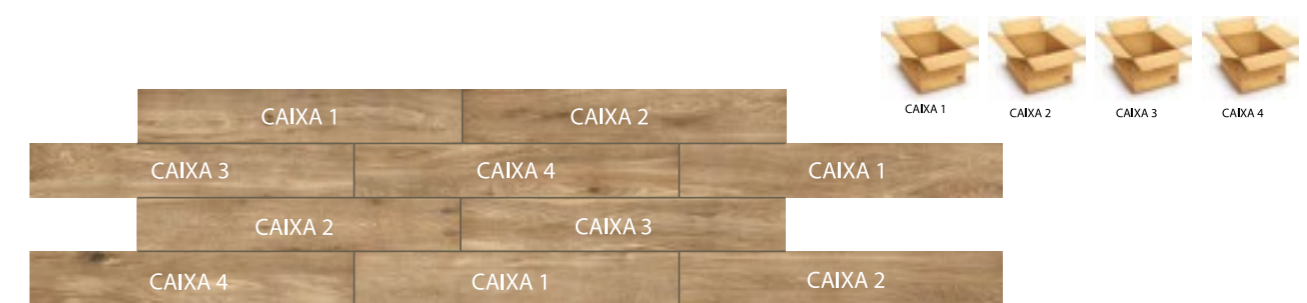 CAIXA 1 CAIXA 2 CAIXA 3 CAIXA 4
CAIXA 1 CAIXA 2
CAIXA 3 CAIXA 4 CAIXA 1
CAIXA 2 CAIXA 3
CAIXA 4 CAIXA 1 CAIXA 2